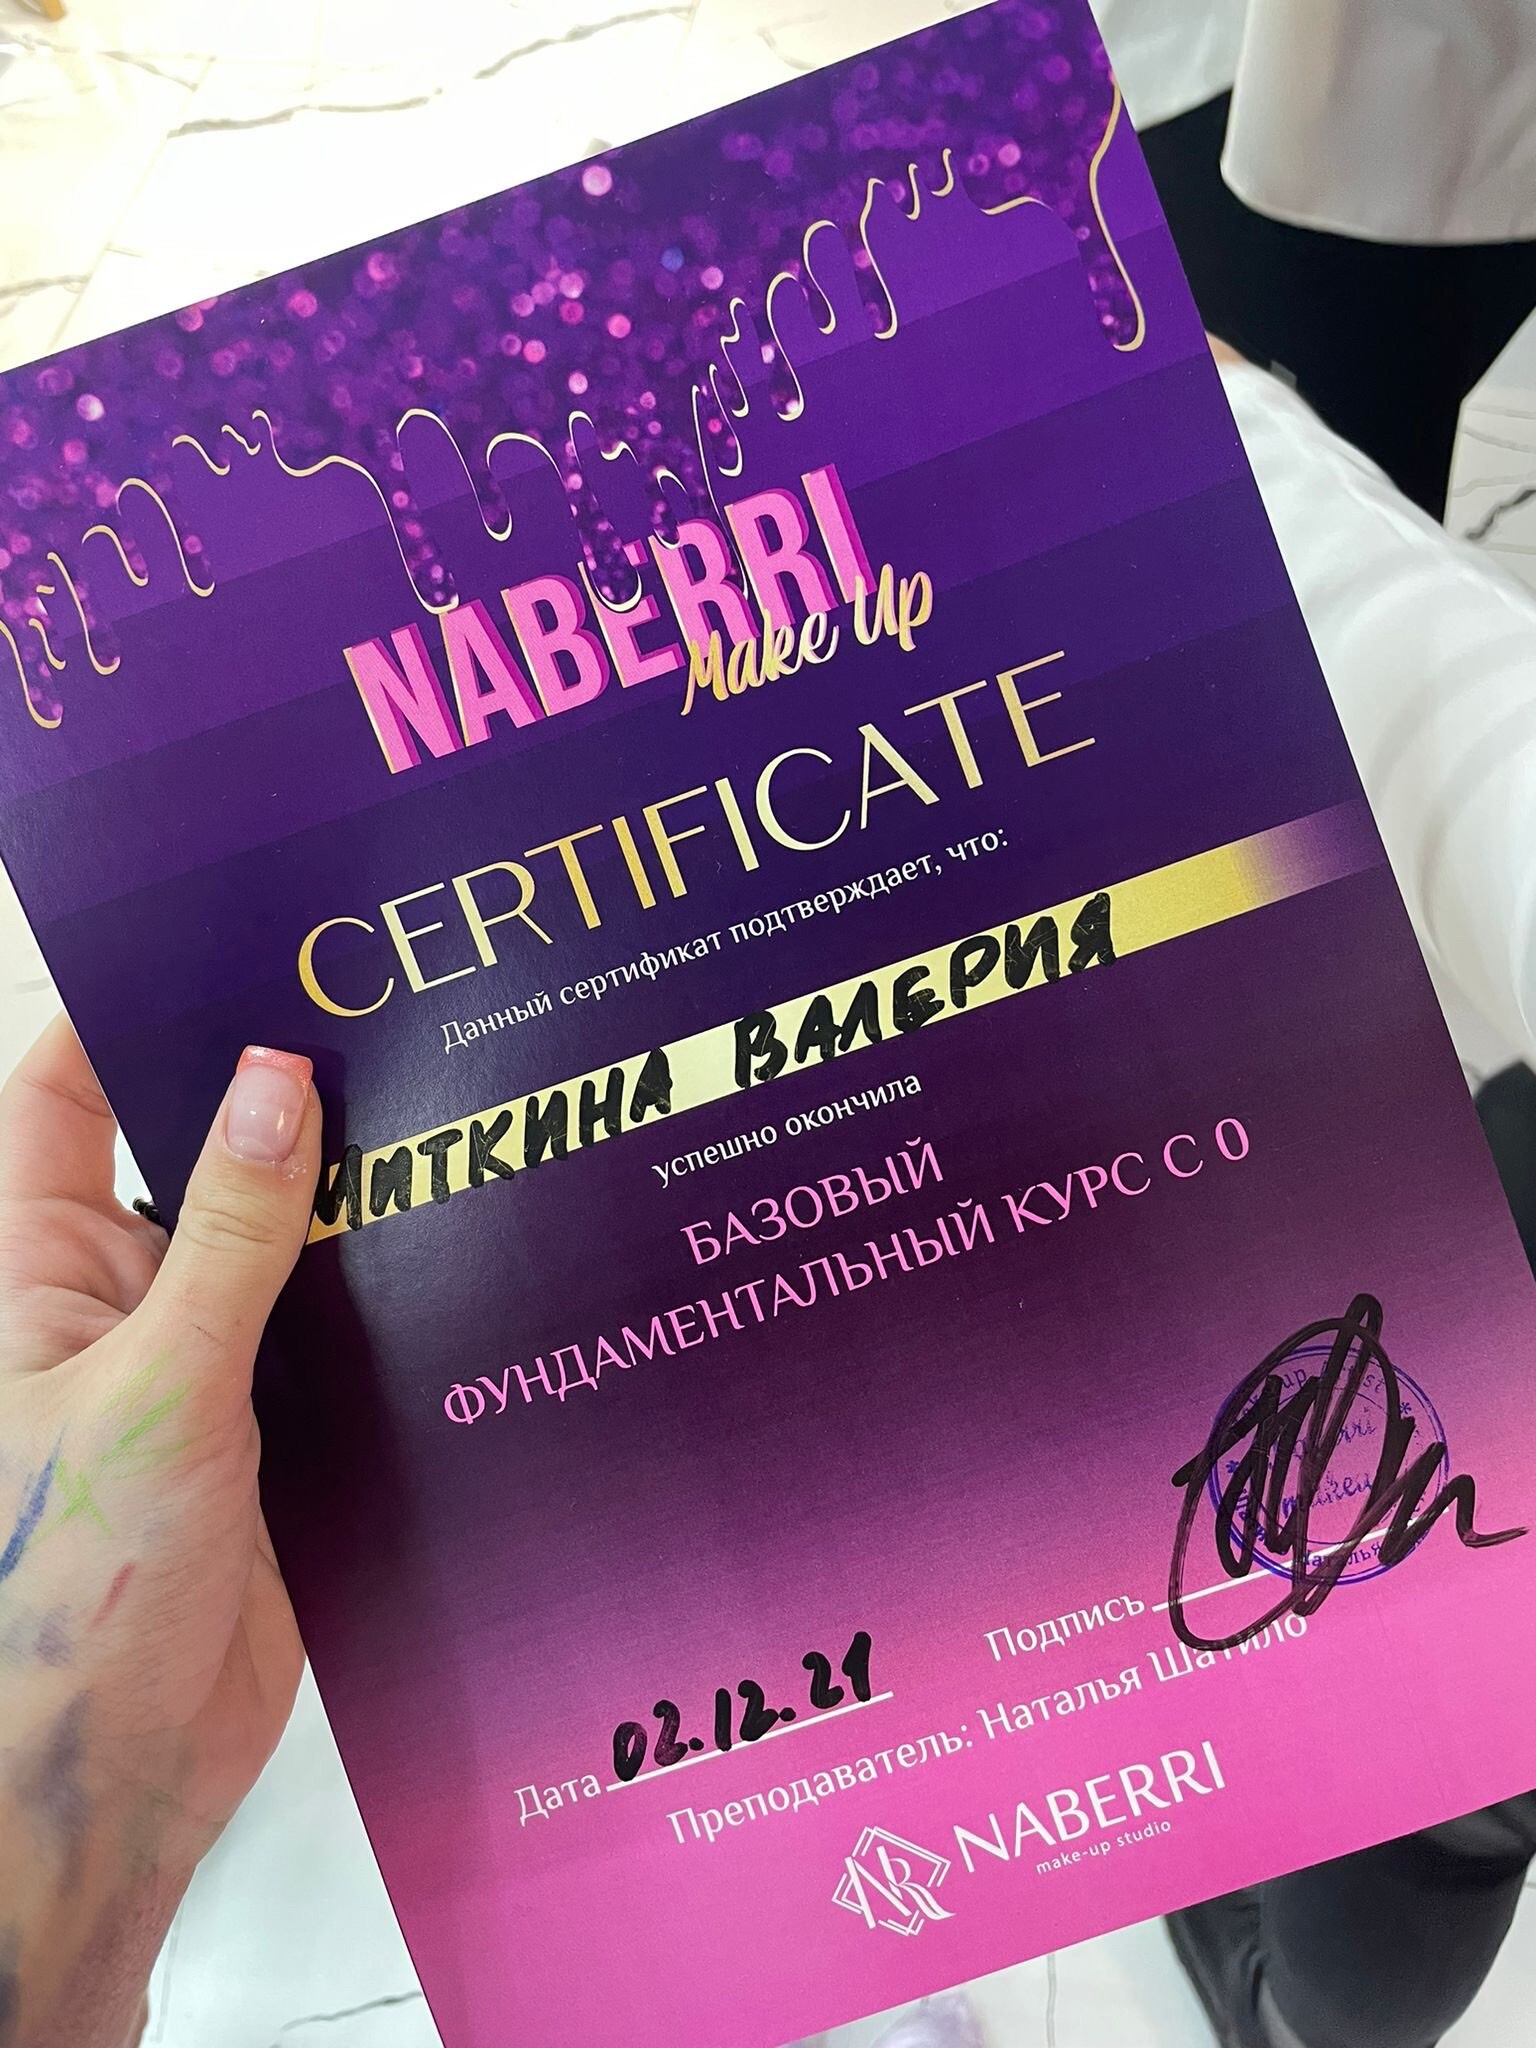 NABERRI
Make Up
CERTIFICATE
Данный сертификат подтверждает, что:
Миткина Валерия
успешно окончила
БАЗОВЫЙ
ФУНДАМЕНТАЛЬНЫЙ КУРС С 0
Дата 02.12.21 Подпись
Преподаватель: Наталья Шатило
NABERRI
make-up studio